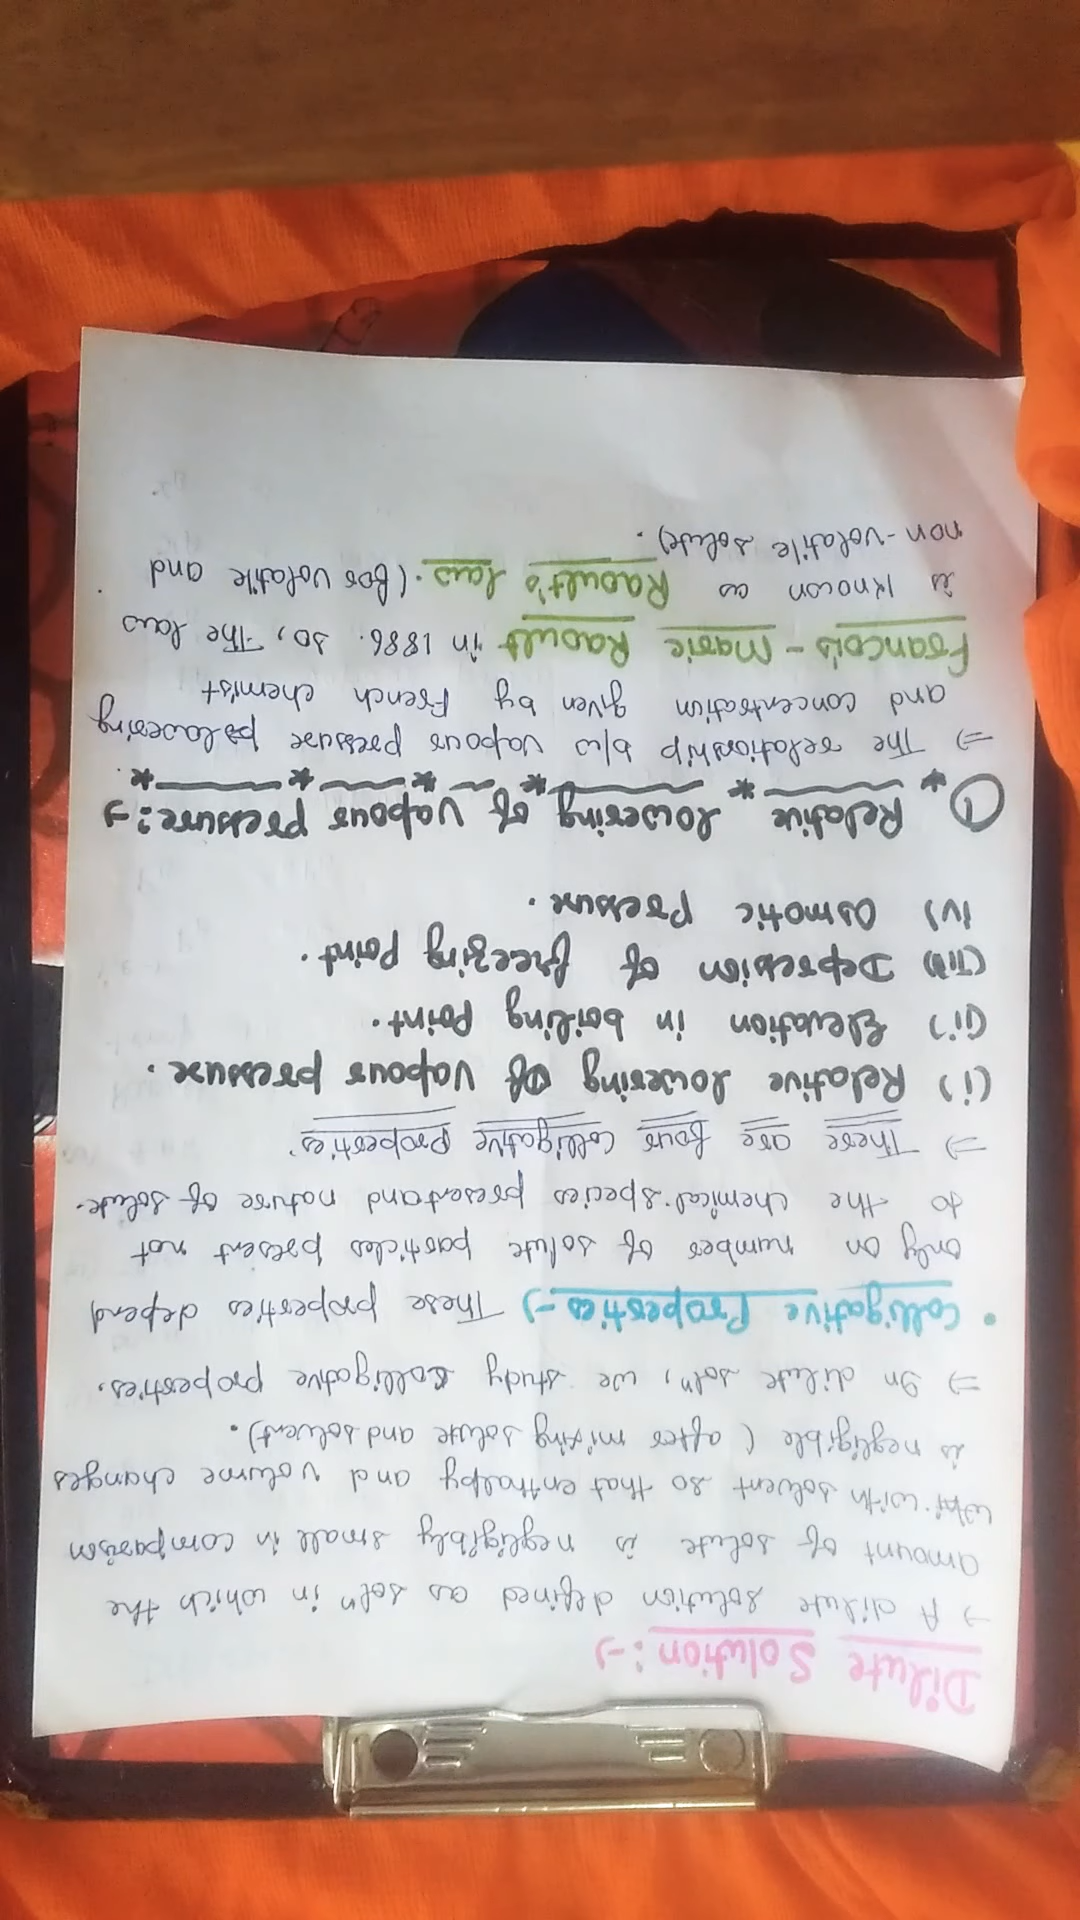 Dilute Solution :->
→ A dilute solution defined as solⁿ in which the
amount of solute is negligibly small in comparison
with solvent so that enthalpy and volume changes
is negligible (after mixing solute and solvent).
⇒ In dilute solⁿ, we study colligative properties.
• Colligative Properties -> These properties depend
only on number of solute particles present not
to the chemical species present and nature of solute.
⇒ There are four colligative properties.
(i) Relative lowering of vapour pressure.
(ii) Elevation in boiling point.
(iii) Depression of freezing point.
iv) Osmotic Pressure.
① Relative lowering of vapour pressure :->
⇒ The relationship b/w vapour pressure lowering
and concentration given by French chemist
Francois - Marie Raoult in 1886. so, The law
is known as Raoult's law. (For volatile and
non-volatile solute).